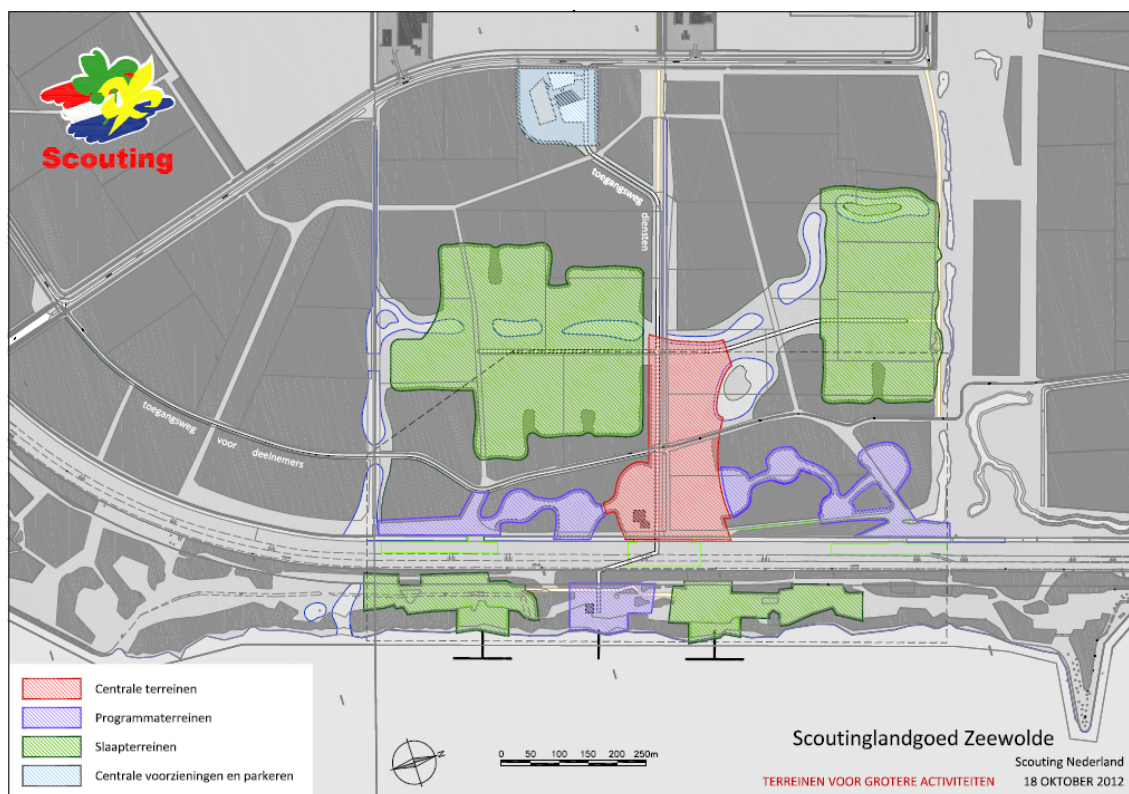 Scouting
toegangsweg
diensten
toegangsweg
voor
deelnemers
Centrale terreinen
Programmaterreinen
Slaapterreinen
Centrale voorzieningen en parkeren
N
0 50 100 150 200 250m
Scoutinglandgoed Zeewolde
Scouting Nederland
TERREINEN VOOR GROTERE ACTIVITEITEN 18 OKTOBER 2012